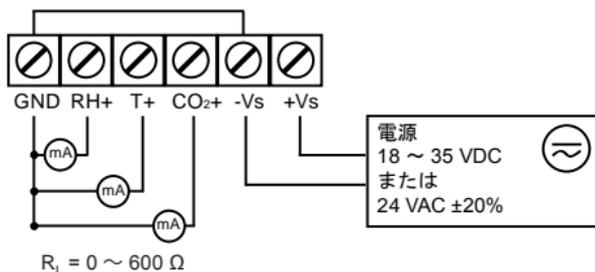 GND RH+ T+ CO₂+ -Vs +Vs
mA
mA
mA
電源
18 ～ 35 VDC
または
24 VAC ±20%
R_L = 0 ～ 600 Ω